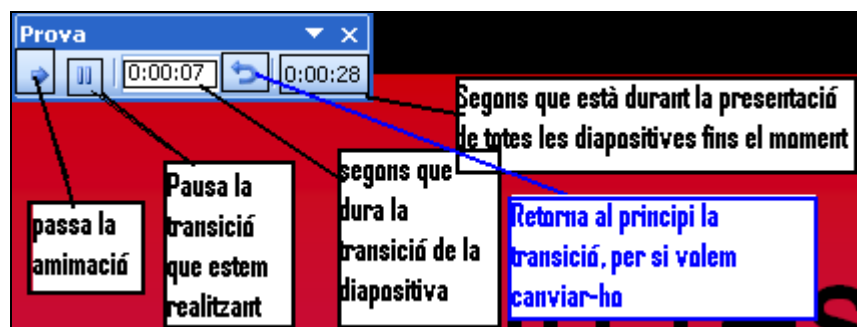 Prova
0:00:07
0:00:28
Segons que està durant la presentació
de totes les diapositives fins el moment
passa la
amimació
Pausa la
transició
que estem
realitzant
segons que
dura la
transició de la
diapositiva
Retorna al principi la
transició, per si volem
canviar-ho